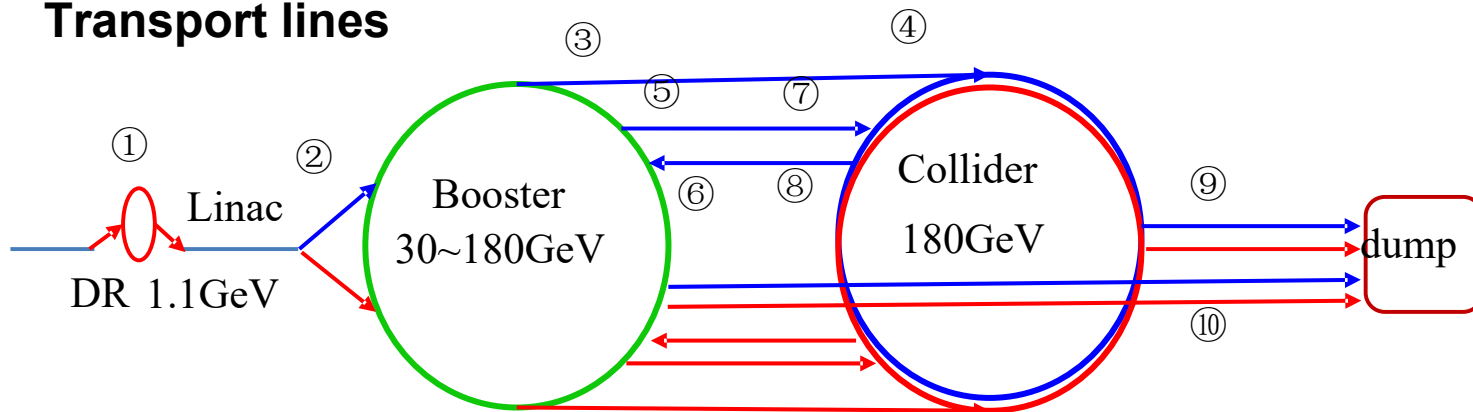 Transport lines
③
④
⑤
⑦
①
②
Linac
Booster
30~180GeV
⑥
⑧
Collider
180GeV
⑨
dump
DR 1.1GeV
⑩